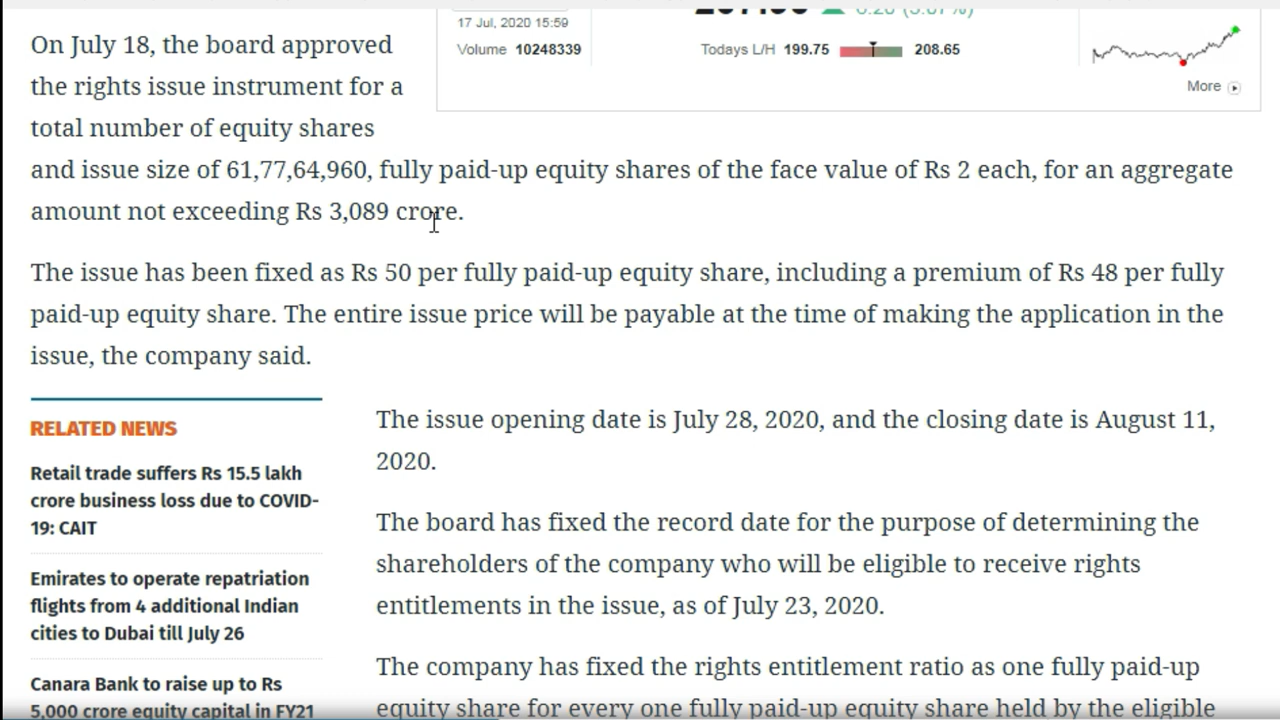 17 Jul, 2020 15:59
Volume 10248339
Todays L/H 199.75 208.65
More
On July 18, the board approved
the rights issue instrument for a
total number of equity shares
and issue size of 61,77,64,960, fully paid-up equity shares of the face value of Rs 2 each, for an aggregate
amount not exceeding Rs 3,089 crore.
The issue has been fixed as Rs 50 per fully paid-up equity share, including a premium of Rs 48 per fully
paid-up equity share. The entire issue price will be payable at the time of making the application in the
issue, the company said.
RELATED NEWS
Retail trade suffers Rs 15.5 lakh
crore business loss due to COVID-
19: CAIT
Emirates to operate repatriation
flights from 4 additional Indian
cities to Dubai till July 26
Canara Bank to raise up to Rs
5,000 crore equity capital in FY21
The issue opening date is July 28, 2020, and the closing date is August 11,
2020.
The board has fixed the record date for the purpose of determining the
shareholders of the company who will be eligible to receive rights
entitlements in the issue, as of July 23, 2020.
The company has fixed the rights entitlement ratio as one fully paid-up
equity share for every one fully paid-up equity share held by the eligible